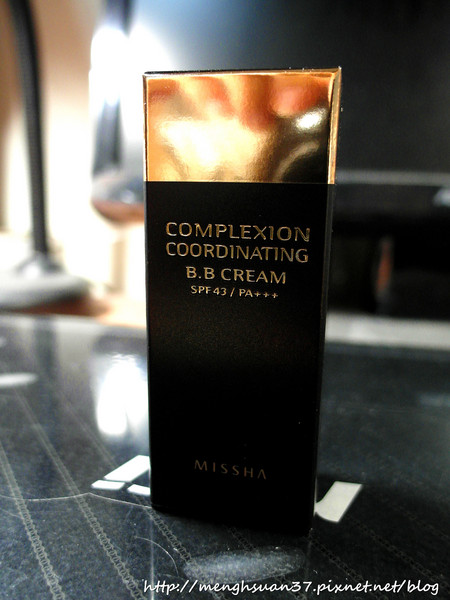 COMPLEXION
COORDINATING
B.B CREAM
SPF43 / PA+++
MISSHA
http://menghsuan37.pixnet.net/blog